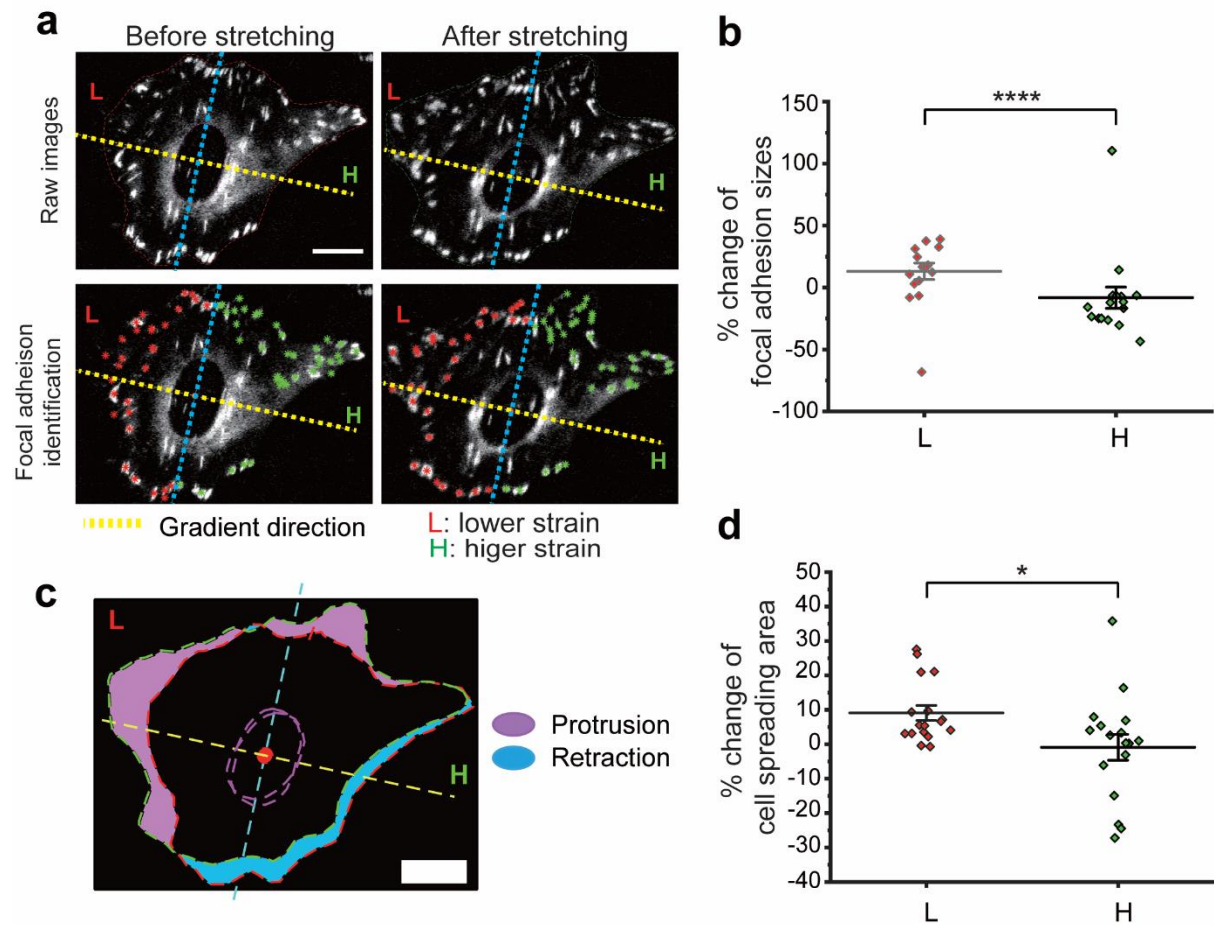 a
Before stretching
After stretching
Raw images
L
H
H
Focal adheison
identification
L
H
L
H
Gradient direction
L: lower strain
H: higer strain
b
****
% change of
focal adhesion sizes
150
100
50
0
-50
-100
L
H
c
L
H
Protrusion
Retraction
d
*
% change of
cell spreading area
50
40
30
20
10
0
-10
-20
-30
-40
L
H